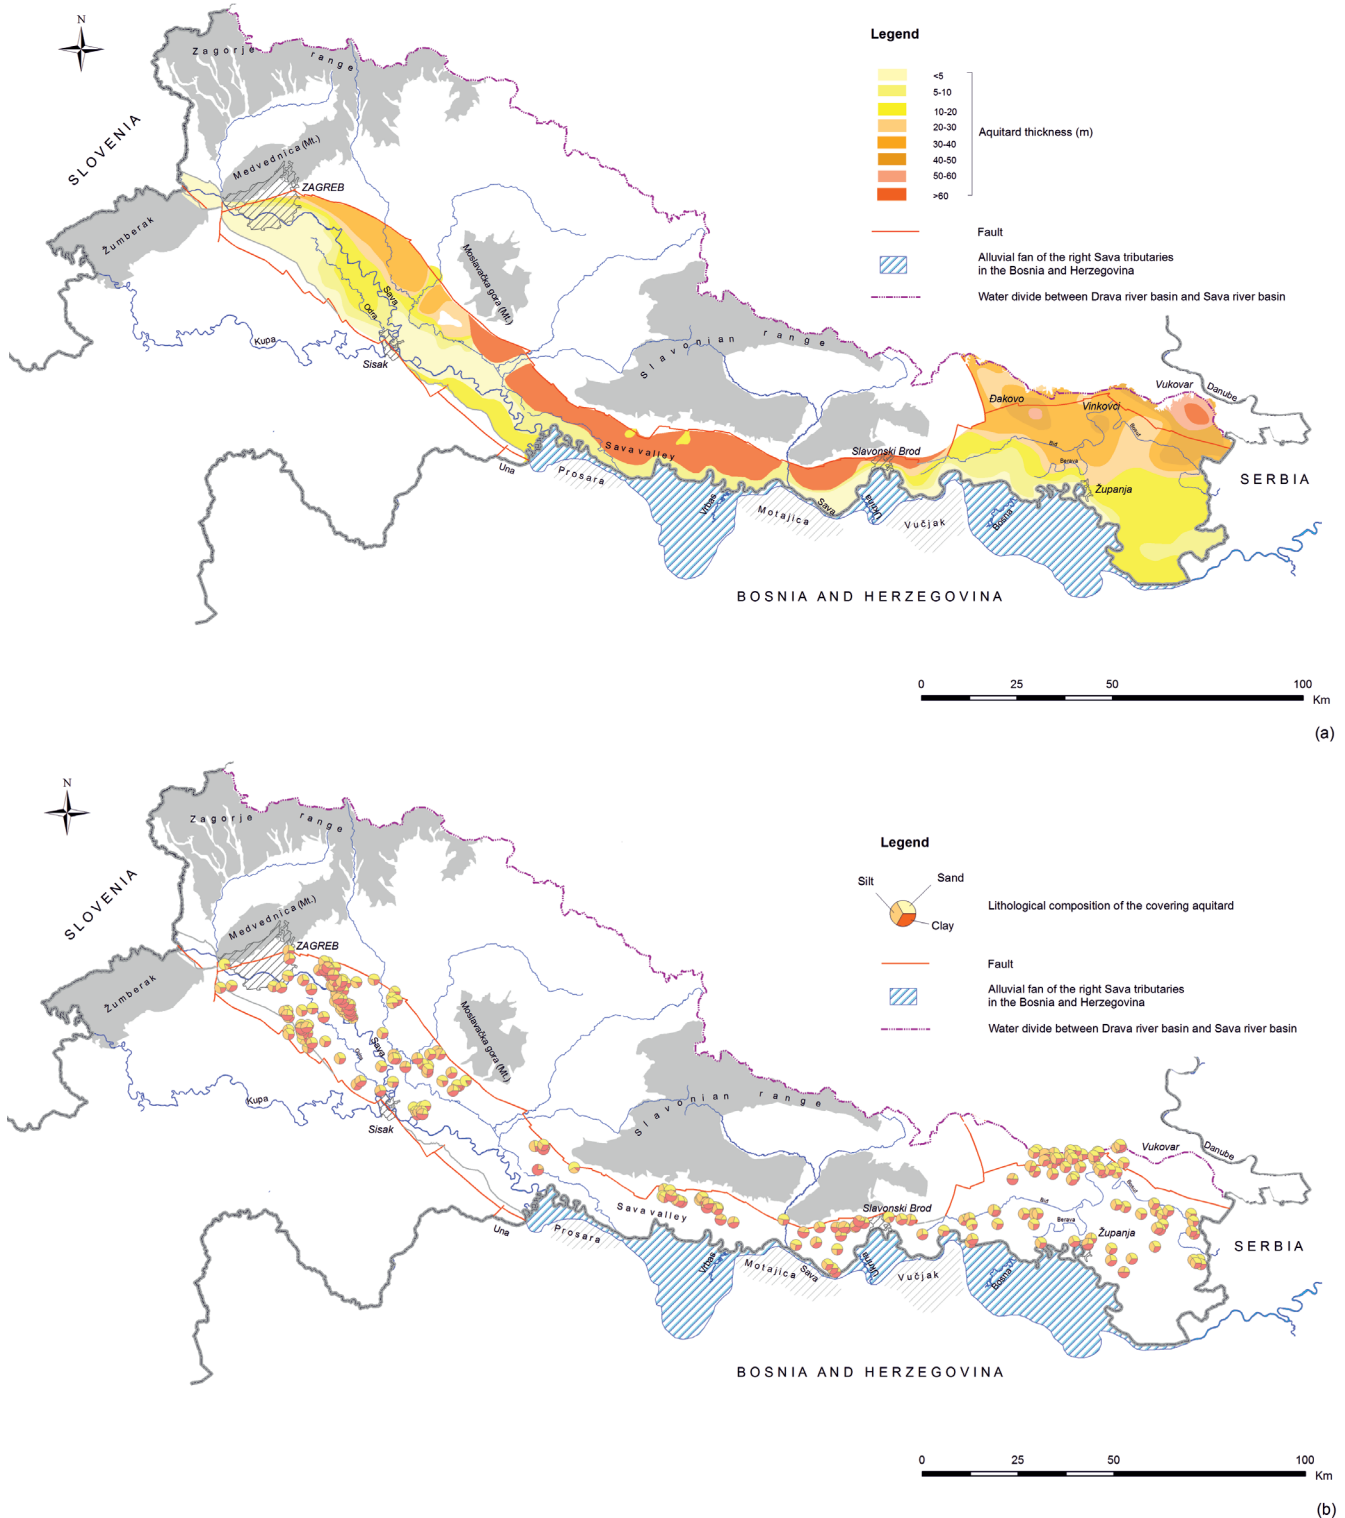 N
Legend
Zagorje range
<5
5-10
10-20
20-30
30-40
40-50
50-60
>60
Aquitard thickness (m)
SLOVENIA
Medvednica (Mt.)
ZAGREB
Žumberak
Fault
Alluvial fan of the right Sava tributaries
in the Bosnia and Herzegovina
Water divide between Drava river basin and Sava river basin
Moslavačka gora (Mt.)
Sava
Odra
Kupa
Sisak
Slavonian range
Vukovar
Danube
Đakovo
Vinkovci
Bid
Berava
Bosut
Sava valley
Slavonski Brod
Una
Prosara
Vrbas
Motajica
Sava
Ukrina
Vučjak
Bosna
Županja
SERBIA
BOSNIA AND HERZEGOVINA
0 25 50 100
Km
(a)
N
Legend
Zagorje range
Silt
Sand
Clay
Lithological composition of the covering aquitard
SLOVENIA
Medvednica (Mt.)
ZAGREB
Žumberak
Fault
Alluvial fan of the right Sava tributaries
in the Bosnia and Herzegovina
Water divide between Drava river basin and Sava river basin
Moslavačka gora (Mt.)
Sava
Odra
Kupa
Sisak
Slavonian range
Vukovar
Danube
Bid
Berava
Bosut
Sava valley
Slavonski Brod
Una
Prosara
Vrbas
Motajica
Sava
Ukrina
Vučjak
Bosna
Županja
SERBIA
BOSNIA AND HERZEGOVINA
0 25 50 100
Km
(b)